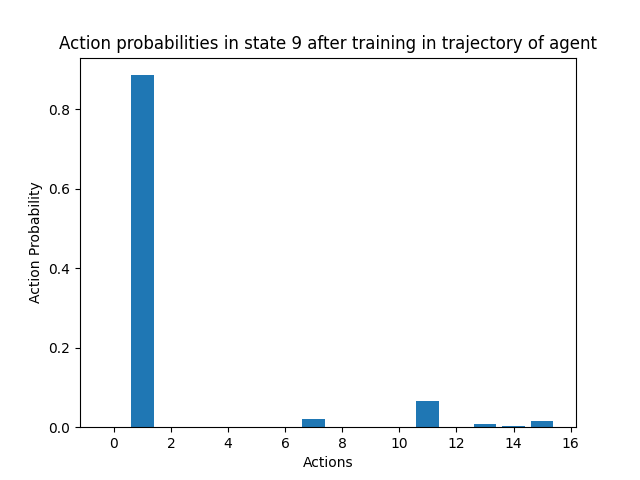 Action probabilities in state 9 after training in trajectory of agent
Action Probability
0.8
0.6
0.4
0.2
0.0
0 2 4 6 8 10 12 14 16
Actions